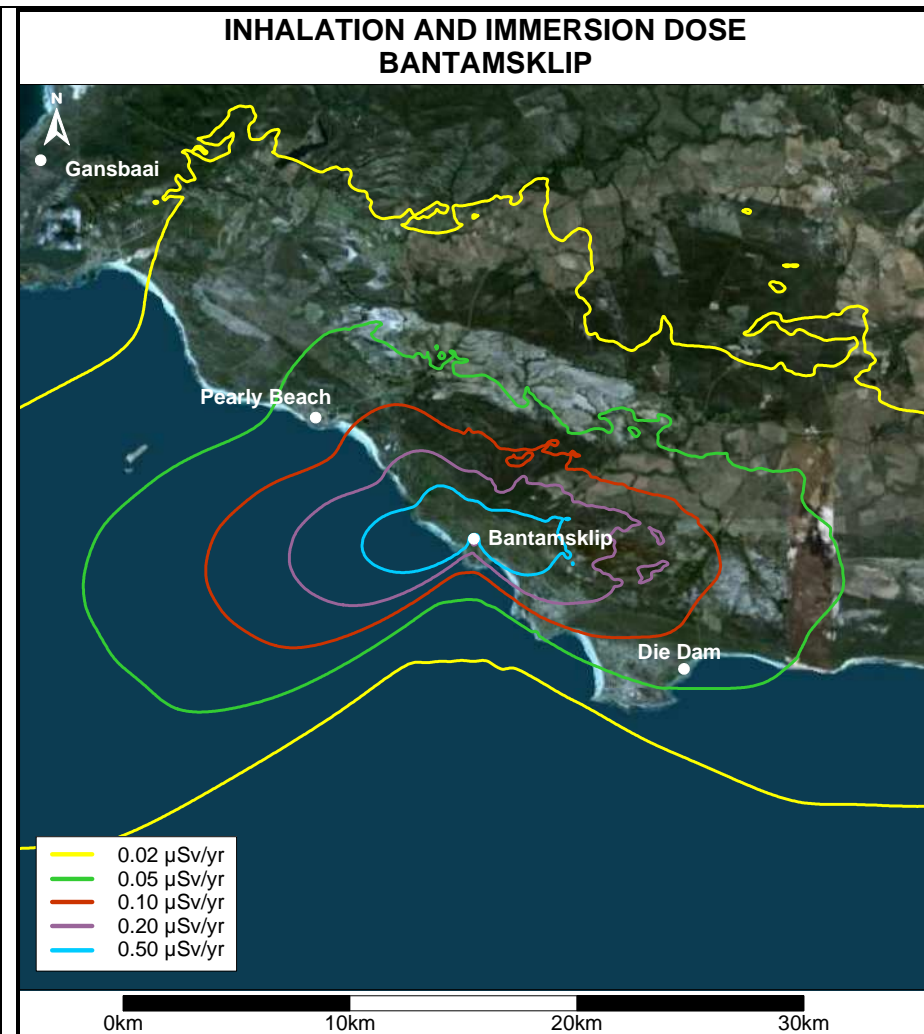 INHALATION AND IMMERSION DOSE
BANTAMSKLIP
N
Gansbaai
Pearly Beach
Bantamsklip
Die Dam
0.02 µSv/yr
0.05 µSv/yr
0.10 µSv/yr
0.20 µSv/yr
0.50 µSv/yr
0km 10km 20km 30km